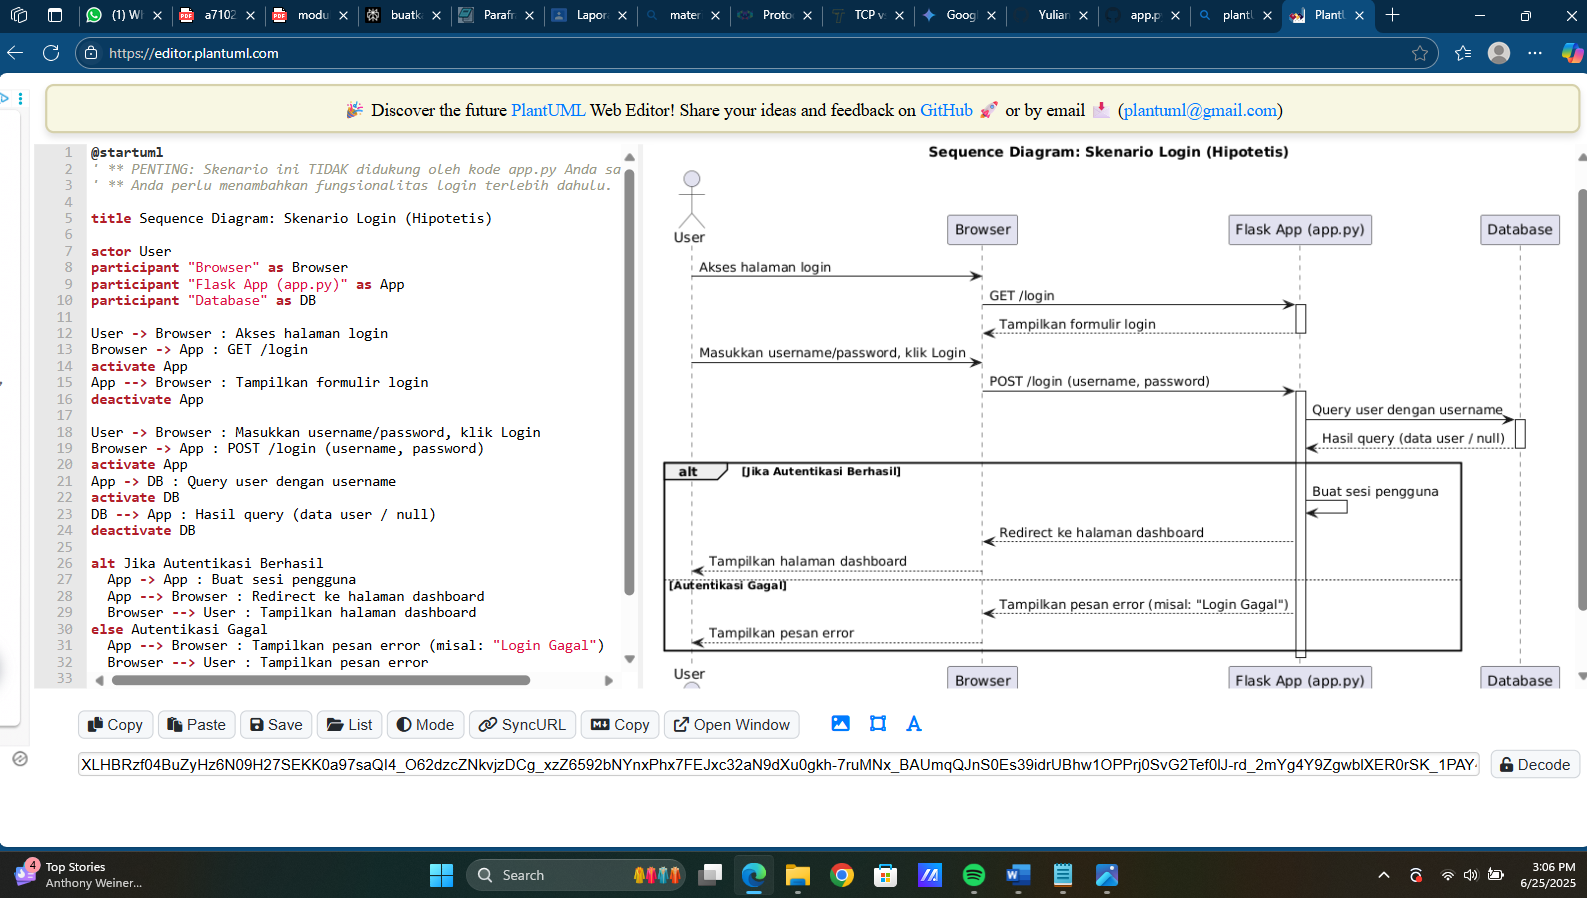 (1) W
a7102
modu
buatk
Parafr
Lapor
mater
Proto
TCP v
Goog
Yulian
app.p
plantu
PlantU
https://editor.plantuml.com
Discover the future PlantUML Web Editor! Share your ideas and feedback on GitHub or by email (plantuml@gmail.com)
1 @startuml
2 ' ** PENTING: Skenario ini TIDAK didukung oleh kode app.py Anda sa
3 ' ** Anda perlu menambahkan fungsionalitas login terlebih dahulu.
4
5 title Sequence Diagram: Skenario Login (Hipotetis)
6
7 actor User
8 participant "Browser" as Browser
9 participant "Flask App (app.py)" as App
10 participant "Database" as DB
11
12 User -> Browser : Akses halaman login
13 Browser -> App : GET /login
14 activate App
15 App --> Browser : Tampilkan formulir login
16 deactivate App
17
18 User -> Browser : Masukkan username/password, klik Login
19 Browser -> App : POST /login (username, password)
20 activate App
21 App -> DB : Query user dengan username
22 activate DB
23 DB --> App : Hasil query (data user / null)
24 deactivate DB
25
26 alt Jika Autentikasi Berhasil
27 App -> App : Buat sesi pengguna
28 App --> Browser : Redirect ke halaman dashboard
29 Browser --> User : Tampilkan halaman dashboard
30 else Autentikasi Gagal
31 App --> Browser : Tampilkan pesan error (misal: "Login Gagal")
32 Browser --> User : Tampilkan pesan error
33
Sequence Diagram: Skenario Login (Hipotetis)
User
Browser
Flask App (app.py)
Database
Akses halaman login
GET /login
Tampilkan formulir login
Masukkan username/password, klik Login
POST /login (username, password)
Query user dengan username
Hasil query (data user / null)
alt [Jika Autentikasi Berhasil]
Buat sesi pengguna
Redirect ke halaman dashboard
Tampilkan halaman dashboard
[Autentikasi Gagal]
Tampilkan pesan error (misal: "Login Gagal")
Tampilkan pesan error
User
Browser
Flask App (app.py)
Database
Copy
Paste
Save
List
Mode
SyncURL
Copy
Open Window
Decode
4
Top Stories
Anthony Weiner...
Search
3:06 PM
6/25/2025